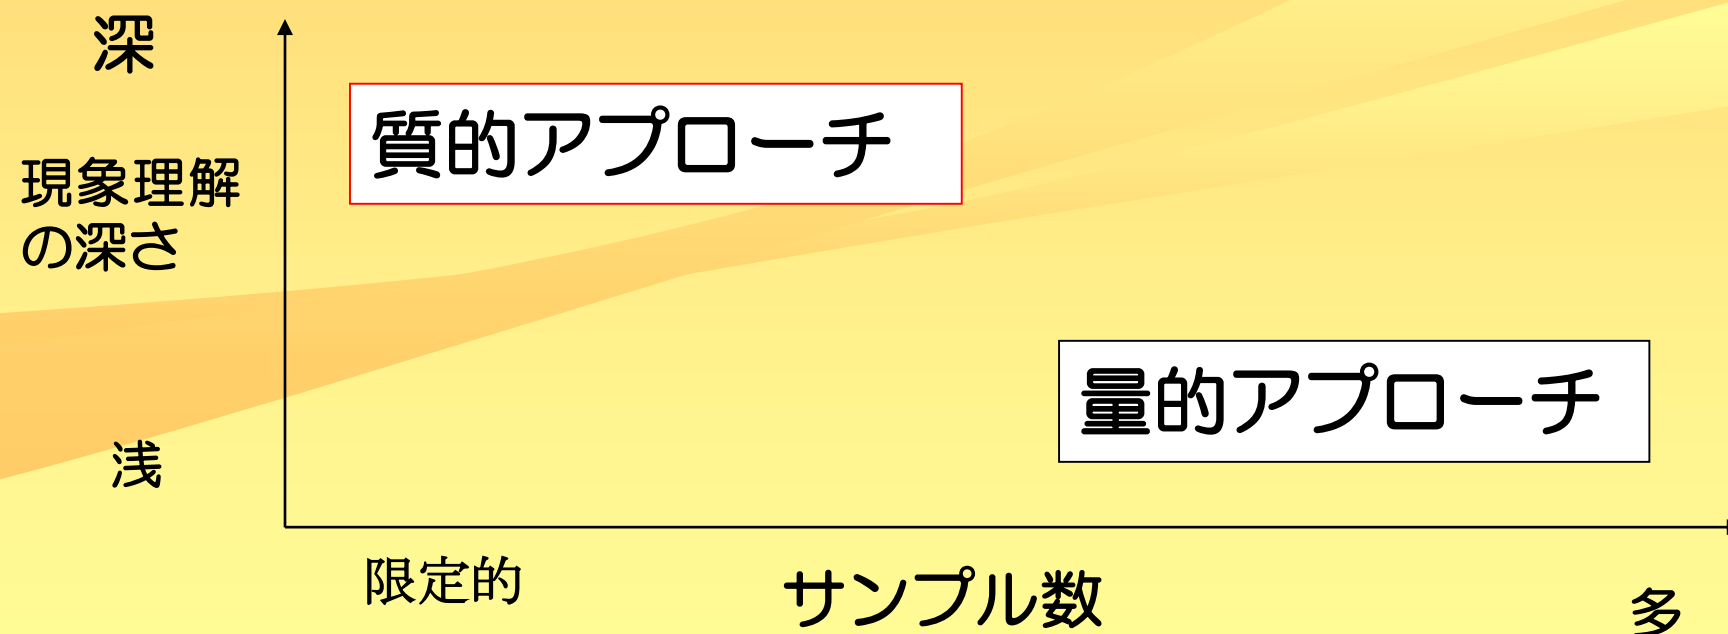 深
質的アプローチ
現象理解
の深さ
量的アプローチ
浅
限定的
サンプル数
多